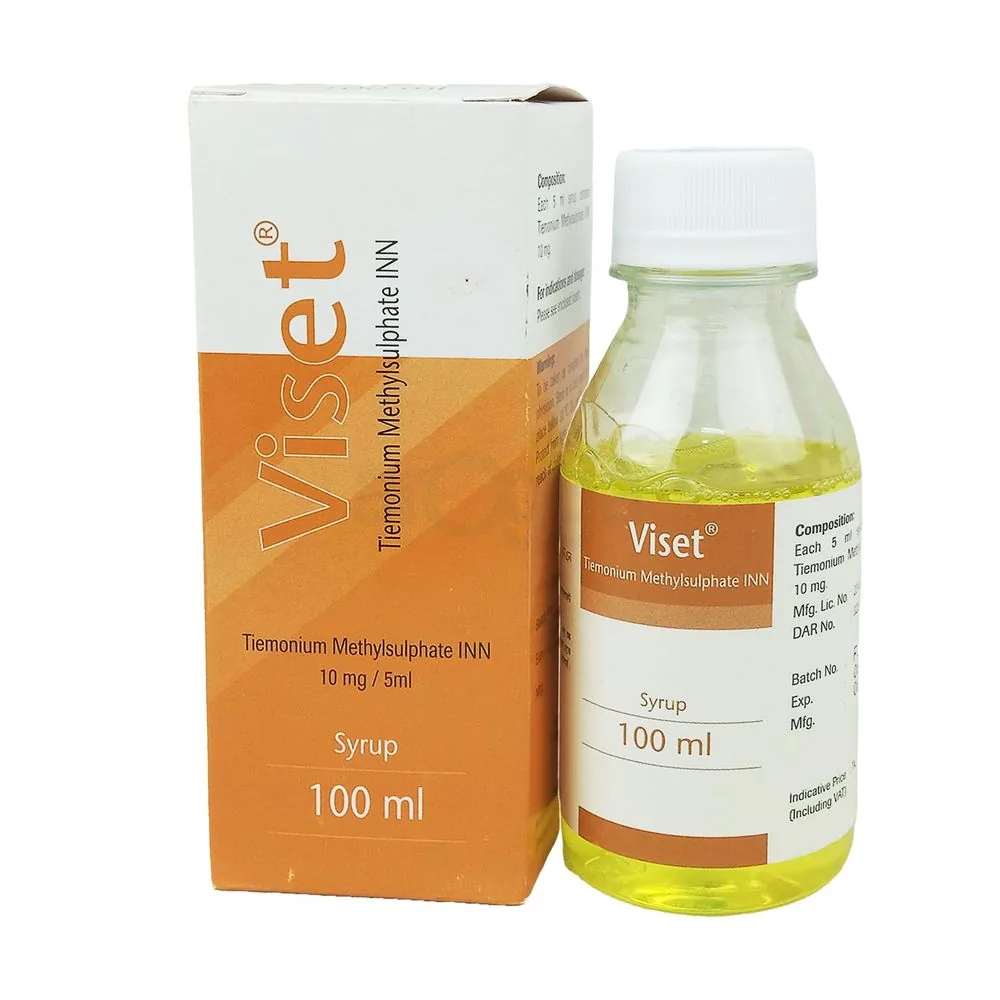 Viset®
Tiemonium Methylsulphate INN
Tiemonium Methylsulphate INN
10 mg / 5ml
Syrup
100 ml
Composition:
Each 5 ml syrup contains
Tiemonium Methylsulphate INN
10 mg.
For indications and dosage:
Please see enclosed insert.
Warning:
Viset®
Tiemonium Methylsulphate INN
Syrup
100 ml
Composition:
Each 5 ml
Tiemonium
10 mg.
Mfg. Lic. No.
DAR No.
Batch No.
Exp.
Mfg.
Indicative Price
(Including VAT)